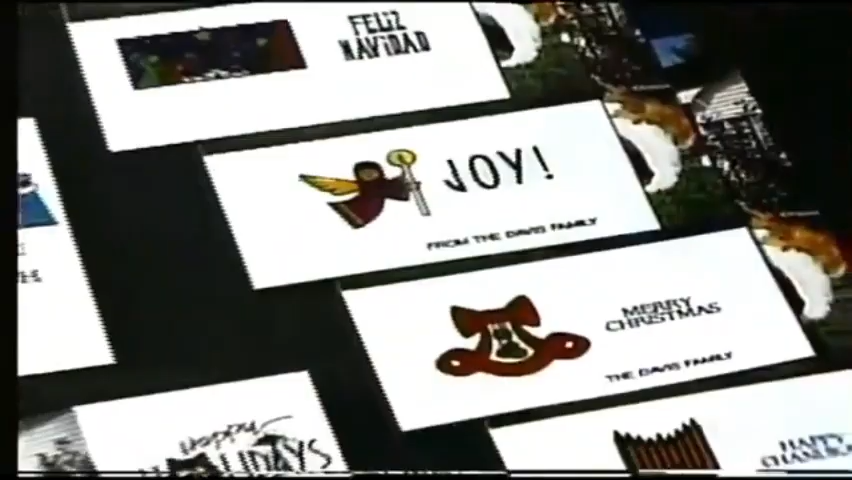 FELiZ
NAViDAD
JOY!
FROM THE DAVIS FAMILY
MERRY
CHRISTMAS
THE DAVIS FAMILY
Happy
HOLIDAYS
HAPPY